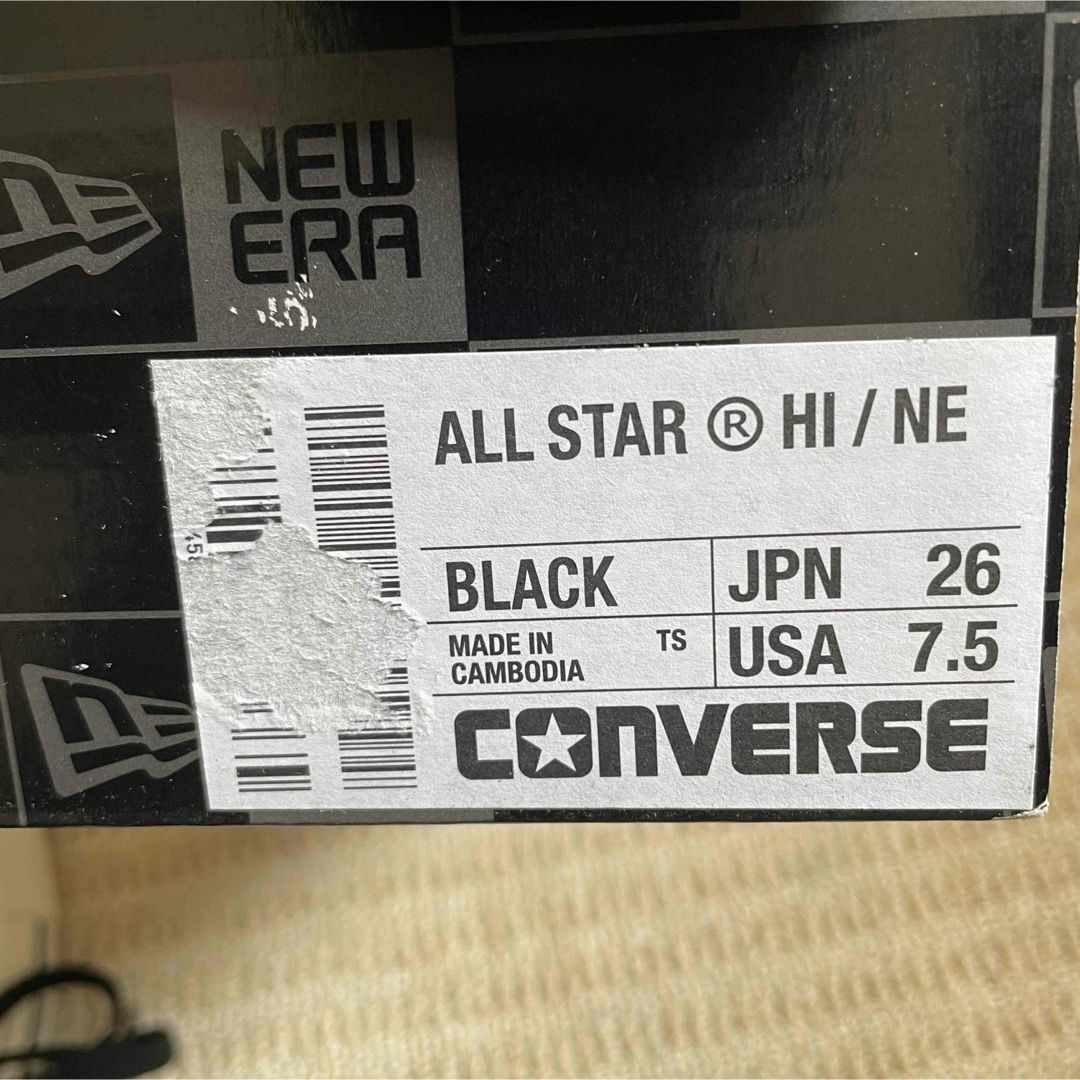 NEW
ERA
ALL STAR ® HI / NE
BLACK
JPN 26
MADE IN
CAMBODIA
TS
USA 7.5
CONVERSE